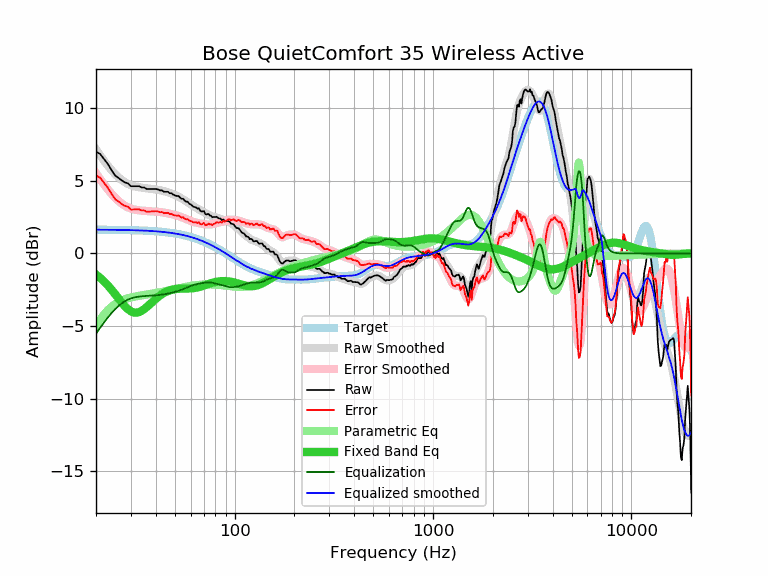 Bose QuietComfort 35 Wireless Active
Amplitude (dBr)
10
5
0
−5
−10
−15
Target
Raw Smoothed
Error Smoothed
Raw
Error
Parametric Eq
Fixed Band Eq
Equalization
Equalized smoothed
100 1000 10000
Frequency (Hz)